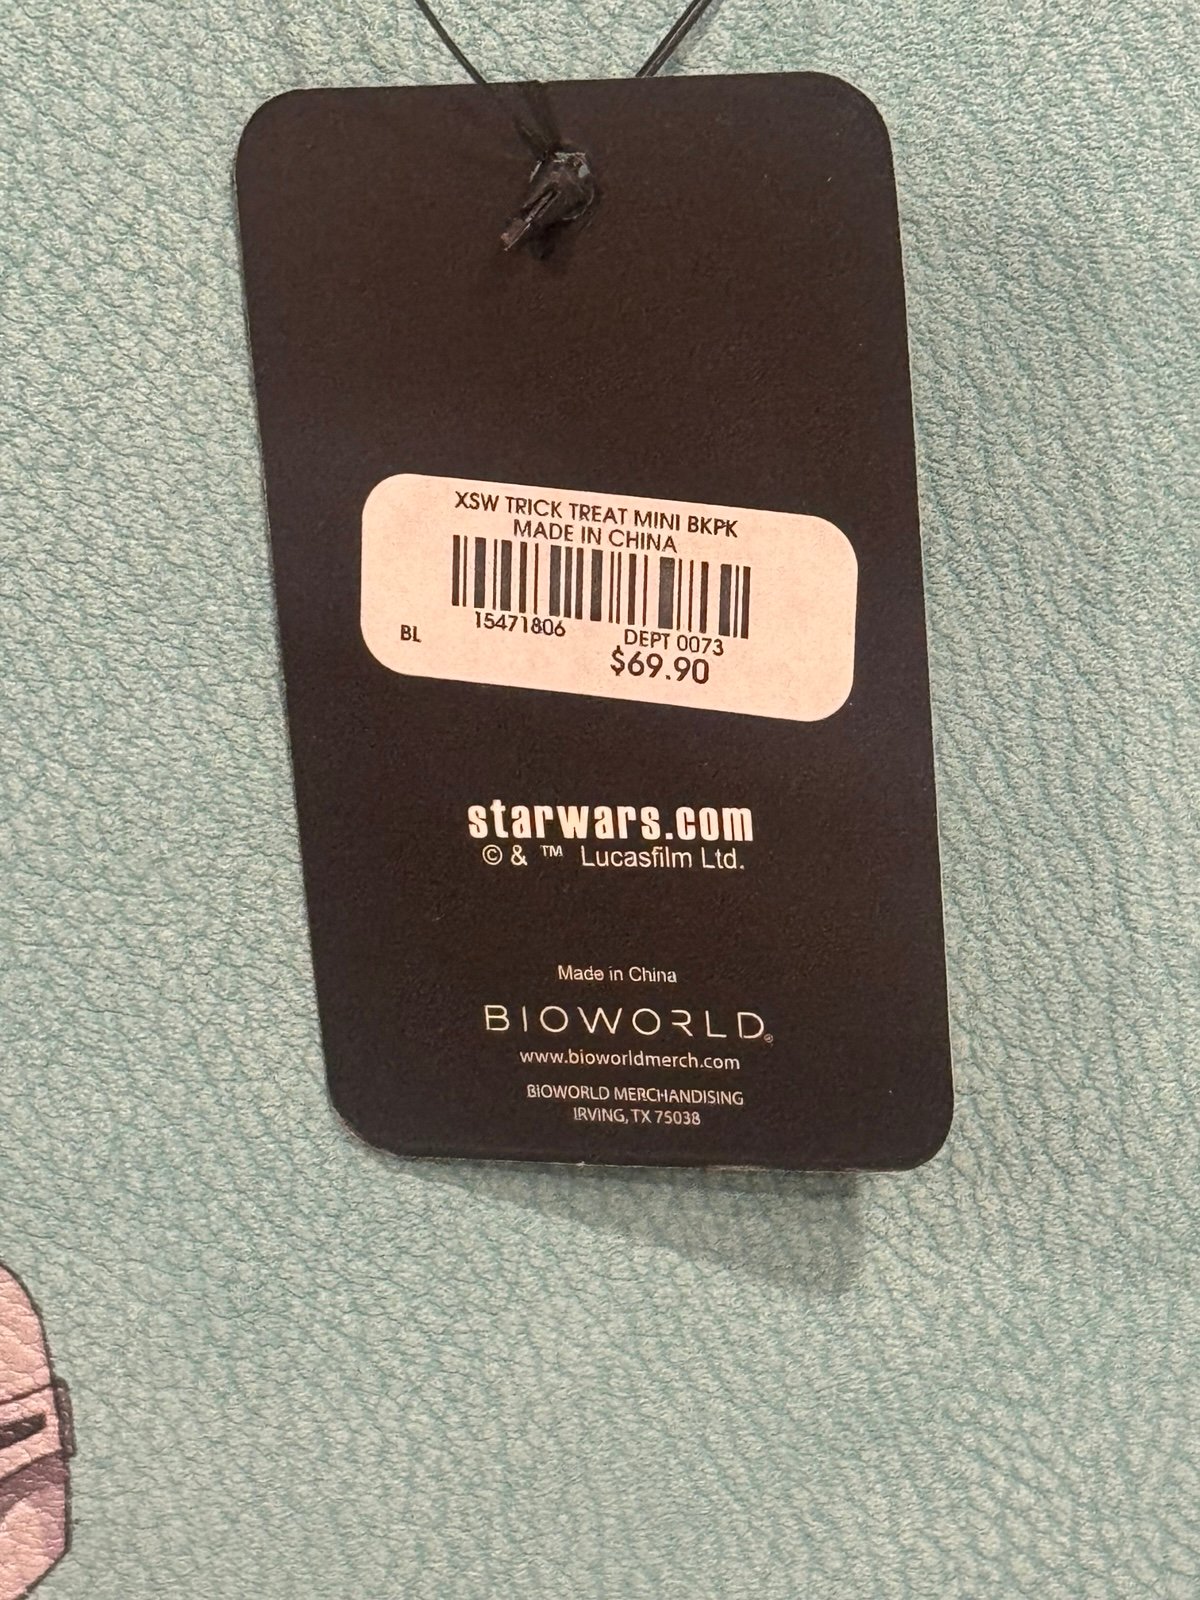 XSW TRICK TREAT MINI BKPK
MADE IN CHINA
15471806 DEPT 0073
BL $69.90
starwars.com
© & ™ Lucasfilm Ltd.
Made in China
BIOWORLD®
www.bioworldmerch.com
BIOWORLD MERCHANDISING
IRVING, TX 75038